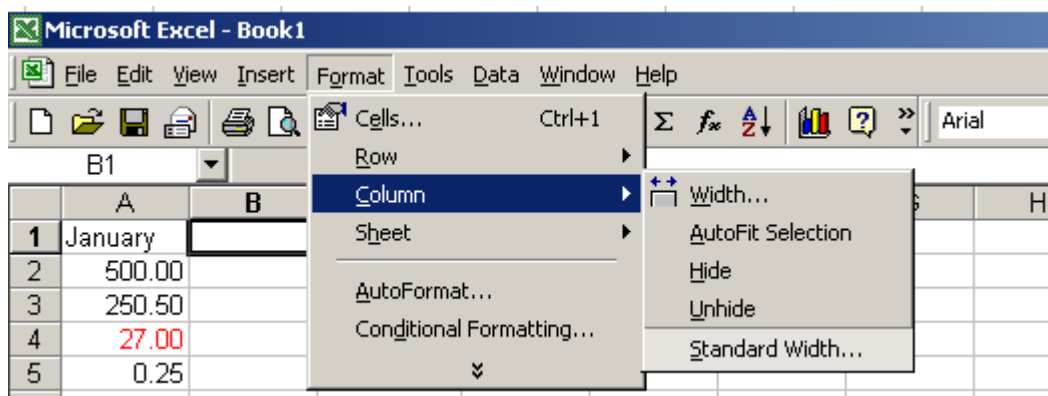 Microsoft Excel - Book1
File Edit View Insert Format Tools Data Window Help
Arial
B1
Cells... Ctrl+1
Row
Column
Sheet
AutoFormat...
Conditional Formatting...
Width...
AutoFit Selection
Hide
Unhide
Standard Width...
A B H
1 January
2 500.00
3 250.50
4 27.00
5 0.25